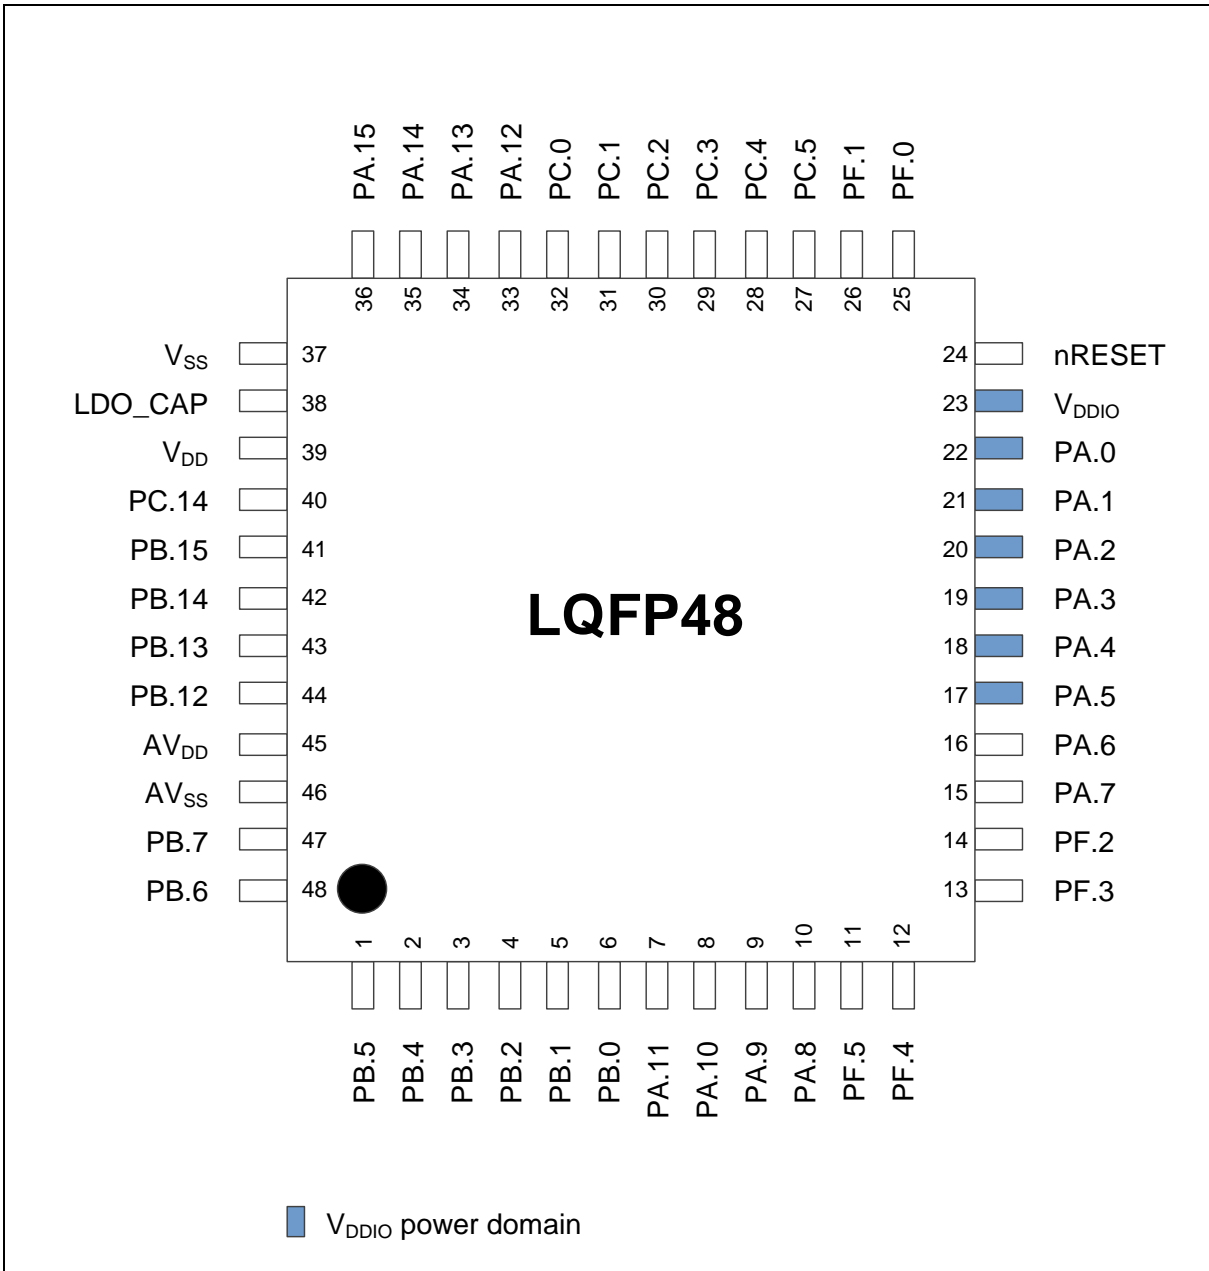 PA.15 PA.14 PA.13 PA.12 PC.0 PC.1 PC.2 PC.3 PC.4 PC.5 PF.1 PF.0
36 35 34 33 32 31 30 29 28 27 26 25
VSS 37 24 nRESET
LDO_CAP 38 23 VDDIO
VDD 39 22 PA.0
PC.14 40 21 PA.1
PB.15 41 20 PA.2
PB.14 42 19 PA.3
LQFP48
PB.13 43 18 PA.4
PB.12 44 17 PA.5
AVDD 45 16 PA.6
AVSS 46 15 PA.7
PB.7 47 14 PF.2
PB.6 48 13 PF.3
1 2 3 4 5 6 7 8 9 10 11 12
PB.5 PB.4 PB.3 PB.2 PB.1 PB.0 PA.11 PA.10 PA.9 PA.8 PF.5 PF.4
VDDIO power domain